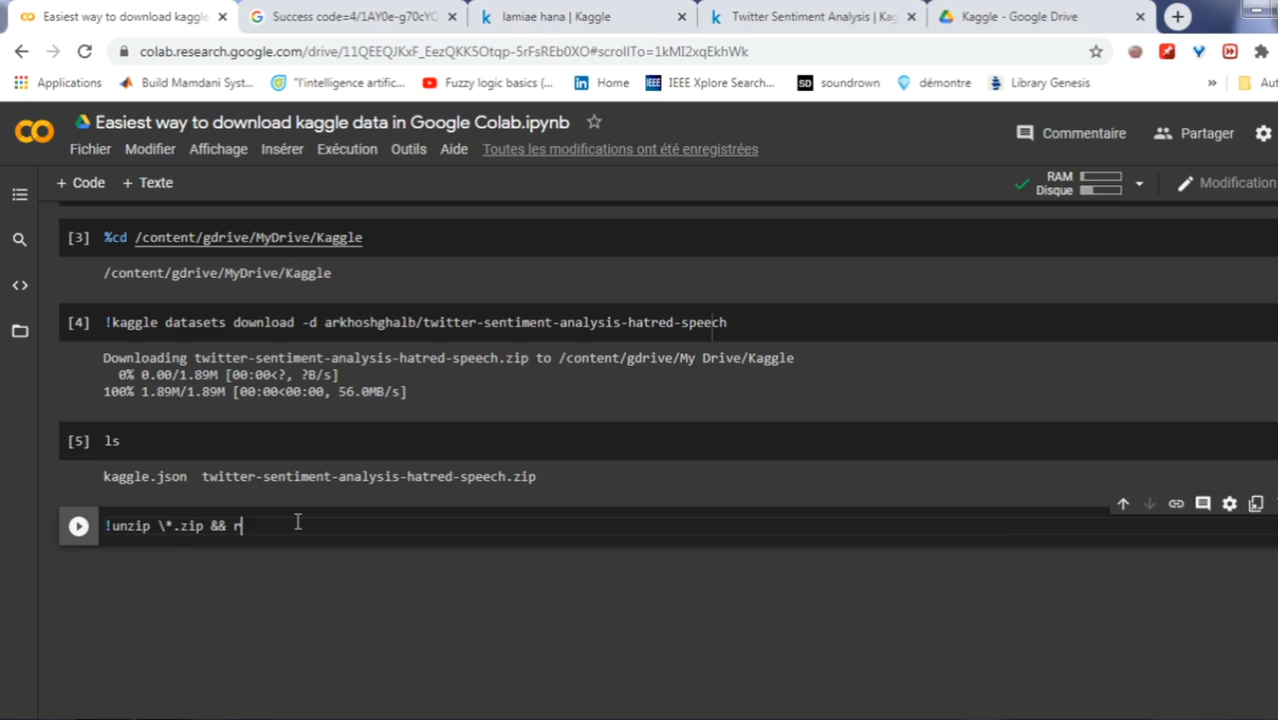 Easiest way to download kaggle
Success code=4/1AY0e-g70cYQ
lamiae hana | Kaggle
Twitter Sentiment Analysis | Kag
Kaggle - Google Drive
colab.research.google.com/drive/11QEEQJKxF_EezQKK5Otqp-5rFsREb0XO#scrollTo=1kMI2xqEkhWk
Applications
Build Mamdani Syst...
"l'intelligence artific...
Fuzzy logic basics (...
Home
IEEE Xplore Search...
soundrown
démontre
Library Genesis
»
Aut
Easiest way to download kaggle data in Google Colab.ipynb
Commentaire
Partager
Fichier Modifier Affichage Insérer Exécution Outils Aide Toutes les modifications ont été enregistrées
+ Code + Texte
RAM
Disque
Modification
[3] %cd /content/gdrive/MyDrive/Kaggle
/content/gdrive/MyDrive/Kaggle
[4] !kaggle datasets download -d arkhoshghalb/twitter-sentiment-analysis-hatred-speech
Downloading twitter-sentiment-analysis-hatred-speech.zip to /content/gdrive/My Drive/Kaggle
0% 0.00/1.89M [00:00<?, ?B/s]
100% 1.89M/1.89M [00:00<00:00, 56.0MB/s]
[5] ls
kaggle.json twitter-sentiment-analysis-hatred-speech.zip
!unzip \*.zip && r